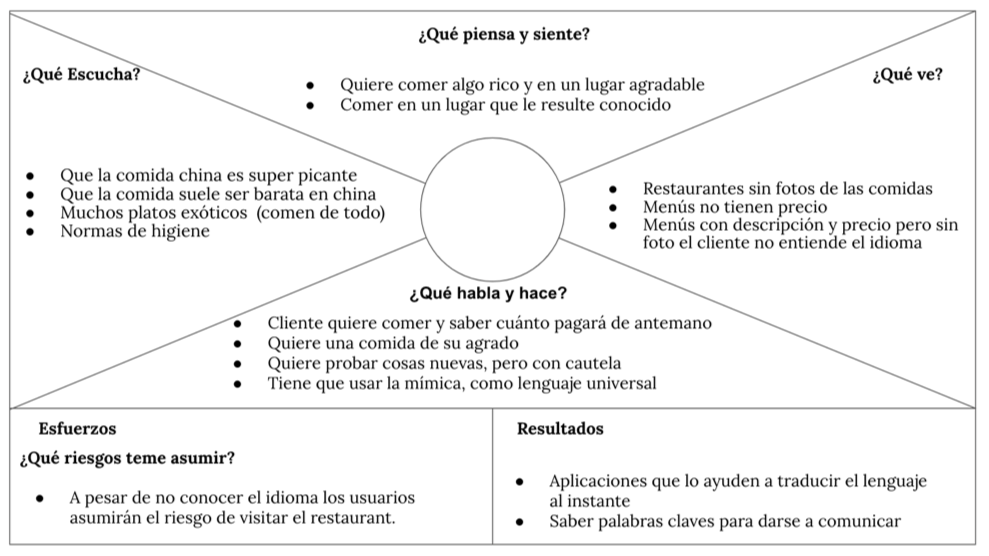 ¿Qué piensa y siente?
¿Qué Escucha?
¿Qué ve?
● Quiere comer algo rico y en un lugar agradable
● Comer en un lugar que le resulte conocido
● Que la comida china es super picante
● Que la comida suele ser barata en china
● Muchos platos exóticos (comen de todo)
● Normas de higiene
● Restaurantes sin fotos de las comidas
● Menús no tienen precio
● Menús con descripción y precio pero sin
foto el cliente no entiende el idioma
¿Qué habla y hace?
● Cliente quiere comer y saber cuánto pagará de antemano
● Quiere una comida de su agrado
● Quiere probar cosas nuevas, pero con cautela
● Tiene que usar la mímica, como lenguaje universal
Esfuerzos
¿Qué riesgos teme asumir?
● A pesar de no conocer el idioma los usuarios
asumirán el riesgo de visitar el restaurant.
Resultados
● Aplicaciones que lo ayuden a traducir el lenguaje
al instante
● Saber palabras claves para darse a comunicar